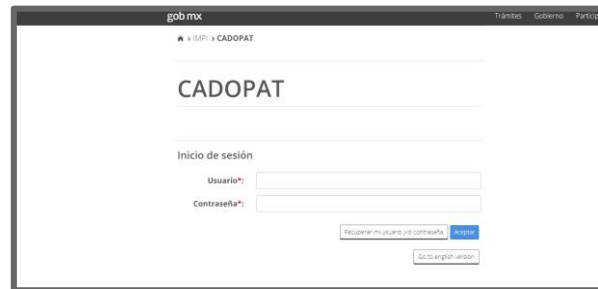 gob mx Trámites Gobierno Particip
> IMPI > CADOPAT
CADOPAT
Inicio de sesión
Usuario*:
Contraseña*:
Recuperar mi usuario y/o contraseña Aceptar
Go to english version